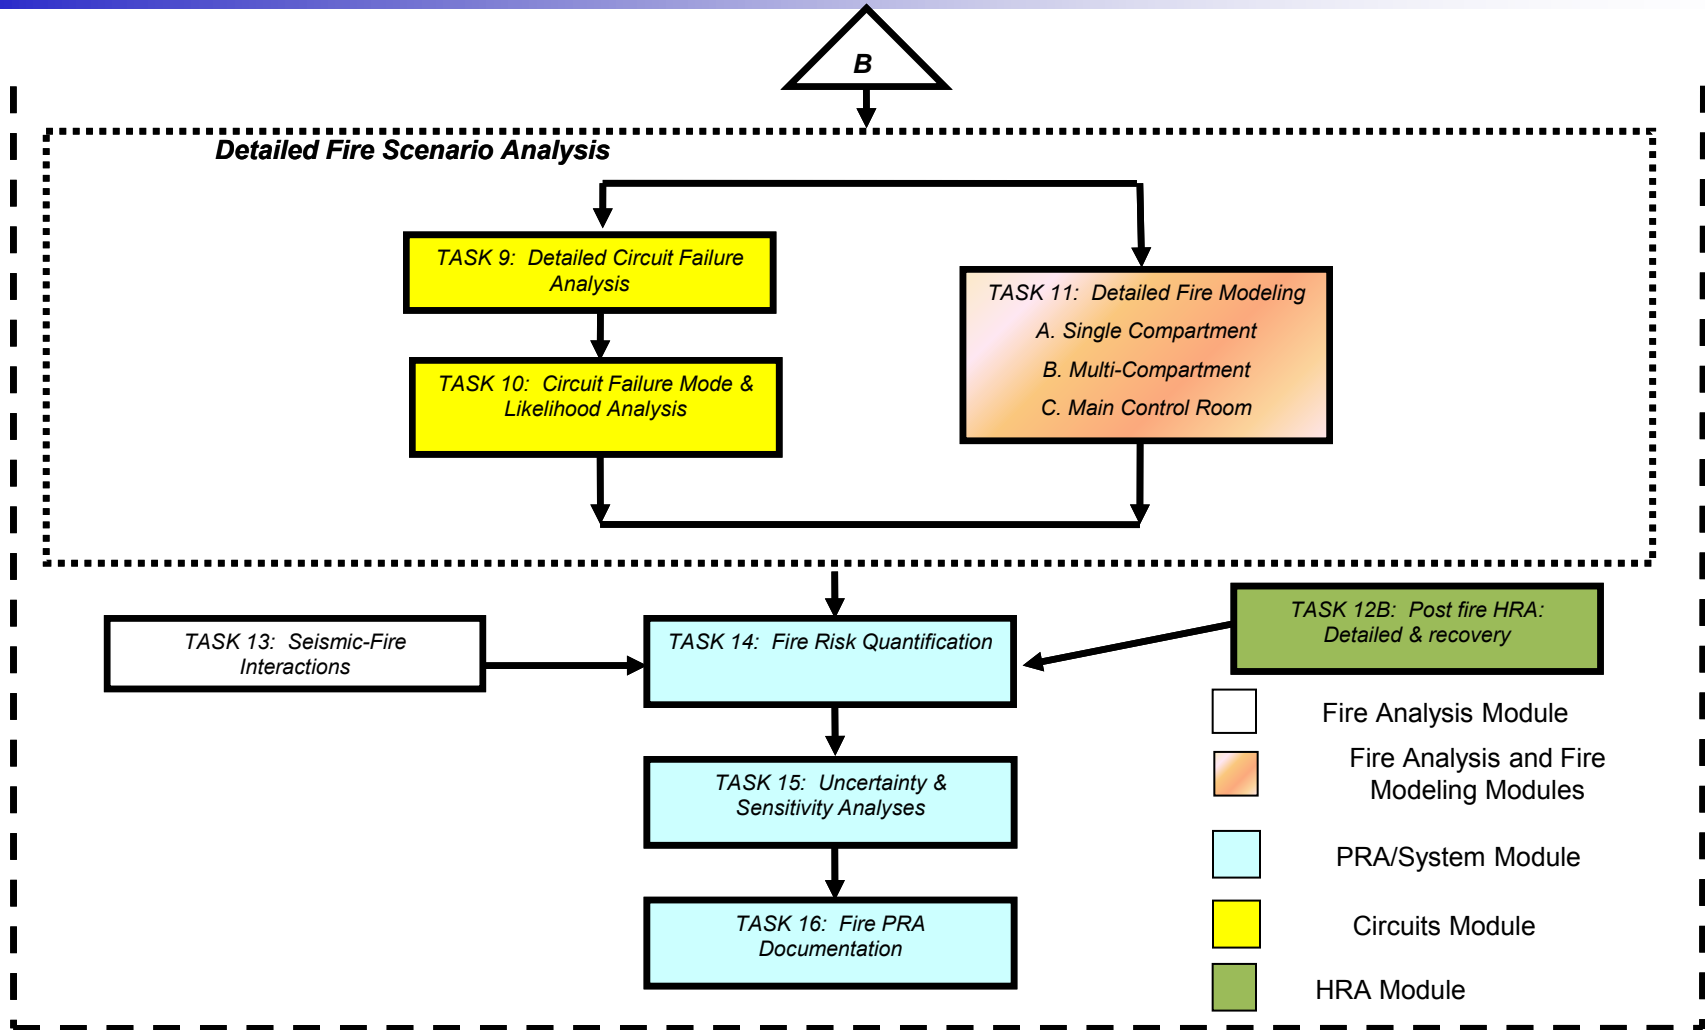 B
Detailed Fire Scenario Analysis
TASK 9: Detailed Circuit Failure
Analysis
TASK 10: Circuit Failure Mode &
Likelihood Analysis
TASK 11: Detailed Fire Modeling
A. Single Compartment
B. Multi-Compartment
C. Main Control Room
TASK 13: Seismic-Fire
Interactions
TASK 14: Fire Risk Quantification
TASK 12B: Post fire HRA:
Detailed & recovery
TASK 15: Uncertainty &
Sensitivity Analyses
TASK 16: Fire PRA
Documentation
Fire Analysis Module
Fire Analysis and Fire
Modeling Modules
PRA/System Module
Circuits Module
HRA Module